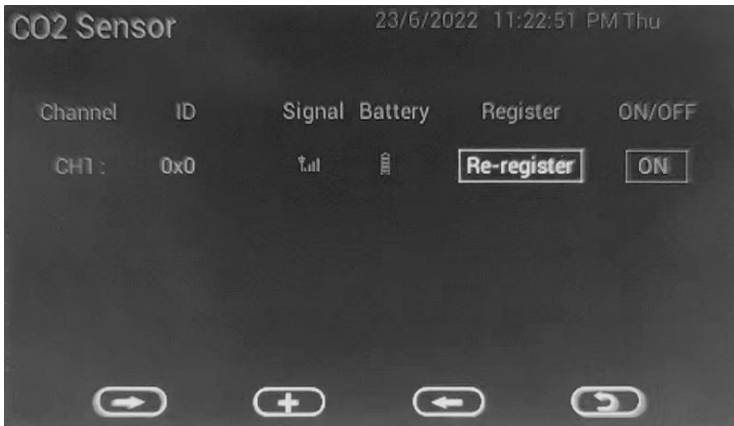 CO2 Sensor 23/6/2022 11:22:51 PM Thu
Channel ID Signal Battery Register ON/OFF
CH1 : 0x0 Re-register ON